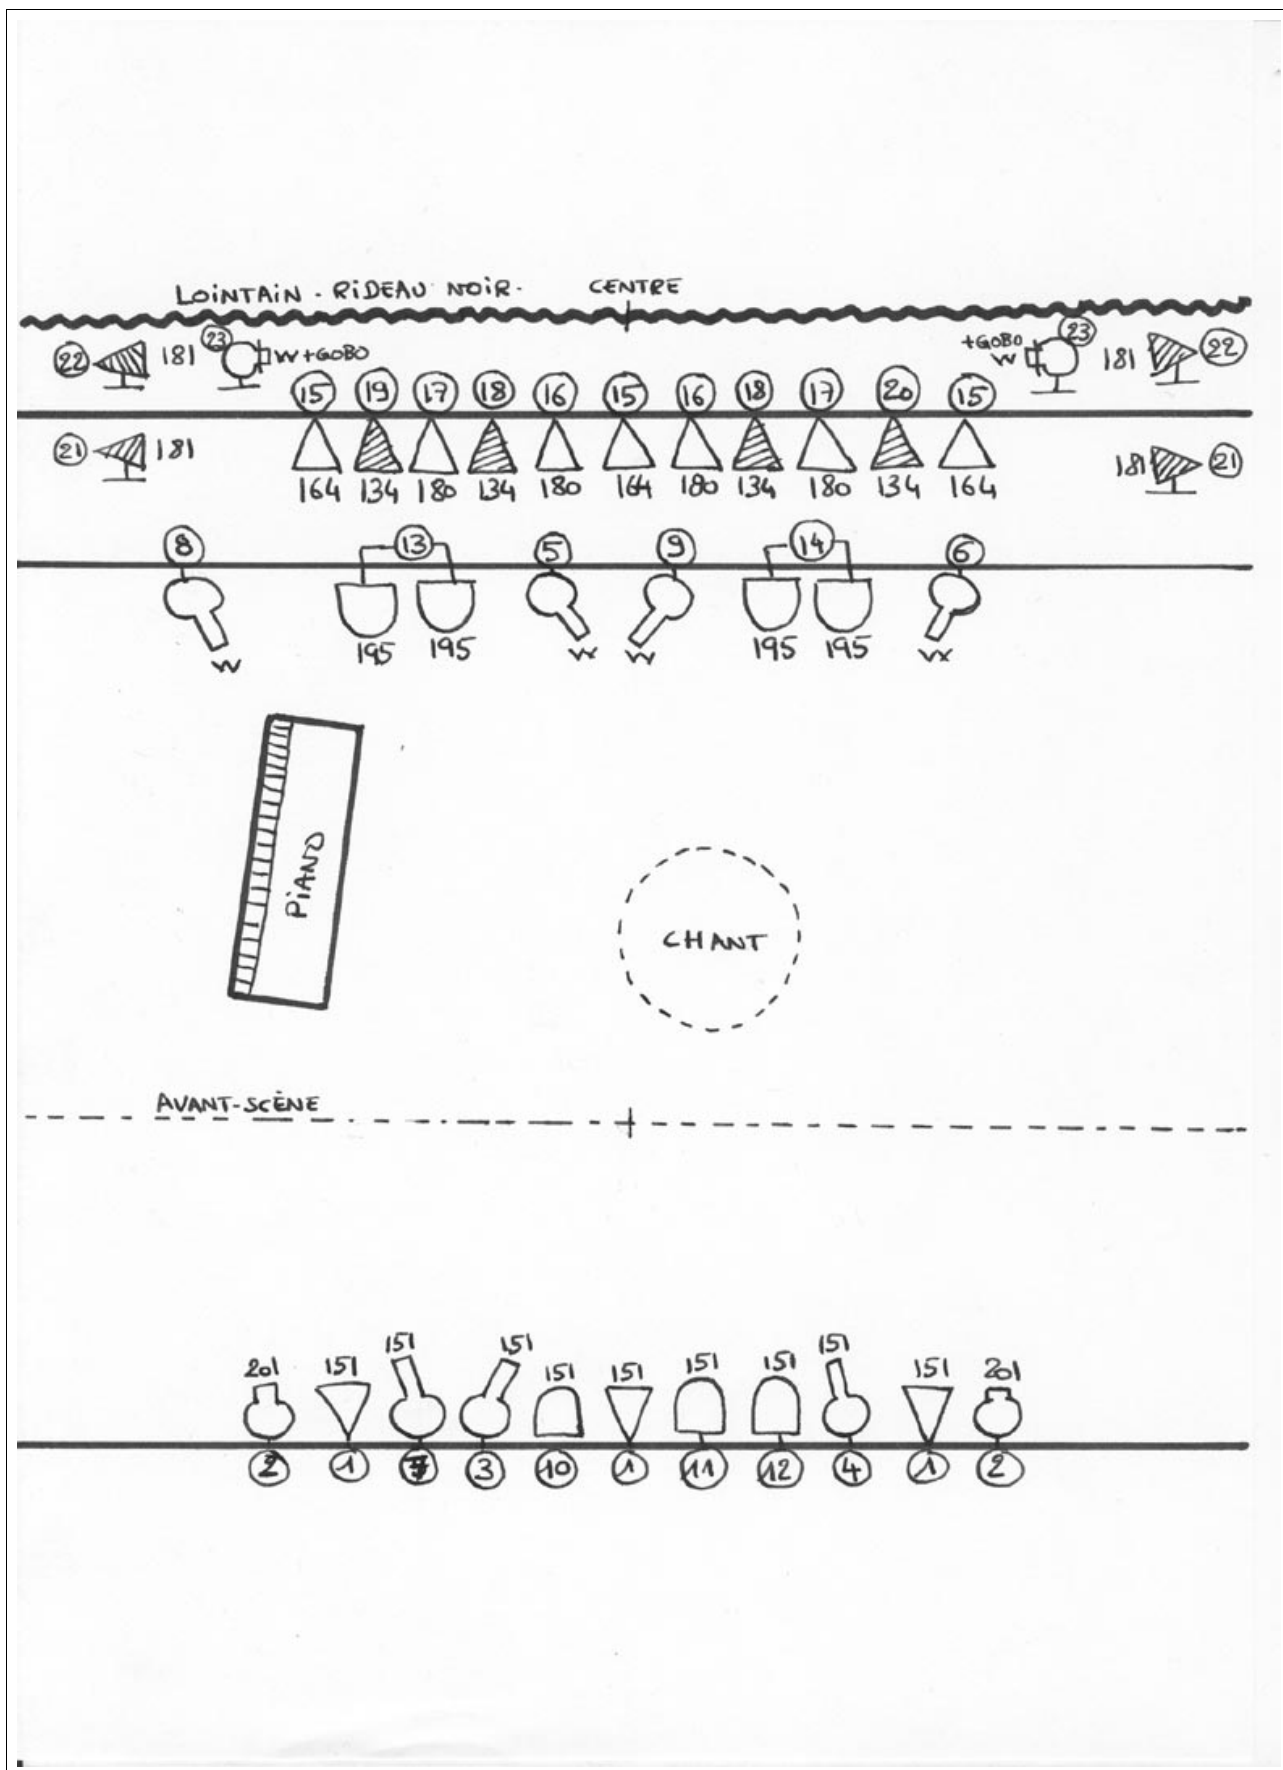 LOINTAIN - RIDEAU NOIR - CENTRE
22 181 23 W+GOBO +GOBO W 23 181 22
15 19 17 18 16 15 16 18 17 20 15
21 181 181 21
164 134 180 134 180 164 180 134 180 134 164
8 13 5 9 14 6
W 195 195 W W 195 195 W
PIANO
CHANT
AVANT-SCÈNE
201 151 151 151 151 151 151 151 151 151 201
2 1 7 3 10 1 11 12 4 1 2